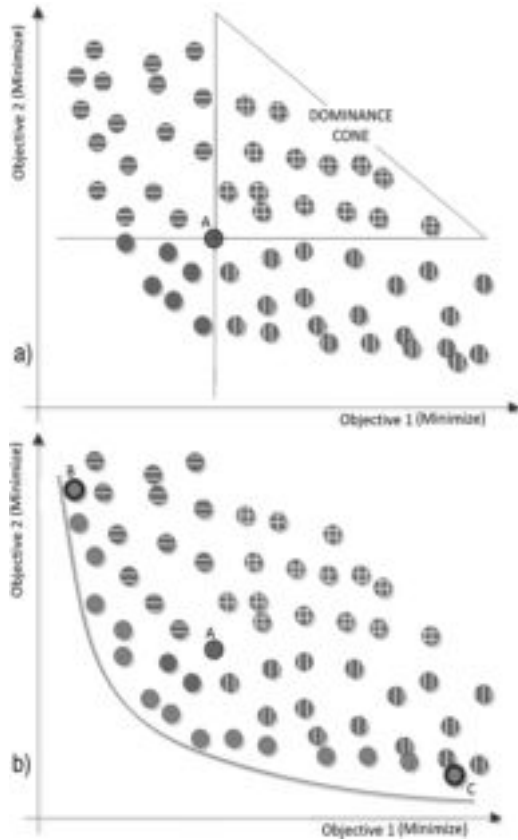 a)
Objective 2 (Minimize)
DOMINANCE
CONE
A
Objective 1 (Minimize)
b)
Objective 2 (Minimize)
B
A
C
Objective 1 (Minimize)